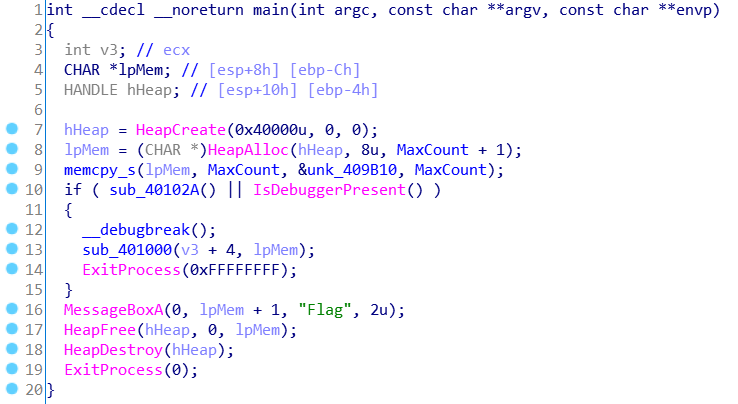 1 int __cdecl __noreturn main(int argc, const char **argv, const char **envp)
2 {
3 int v3; // ecx
4 CHAR *lpMem; // [esp+8h] [ebp-Ch]
5 HANDLE hHeap; // [esp+10h] [ebp-4h]
6
7 hHeap = HeapCreate(0x40000u, 0, 0);
8 lpMem = (CHAR *)HeapAlloc(hHeap, 8u, MaxCount + 1);
9 memcpy_s(lpMem, MaxCount, &unk_409B10, MaxCount);
10 if ( sub_40102A() || IsDebuggerPresent() )
11 {
12 __debugbreak();
13 sub_401000(v3 + 4, lpMem);
14 ExitProcess(0xFFFFFFFF);
15 }
16 MessageBoxA(0, lpMem + 1, "Flag", 2u);
17 HeapFree(hHeap, 0, lpMem);
18 HeapDestroy(hHeap);
19 ExitProcess(0);
20 }